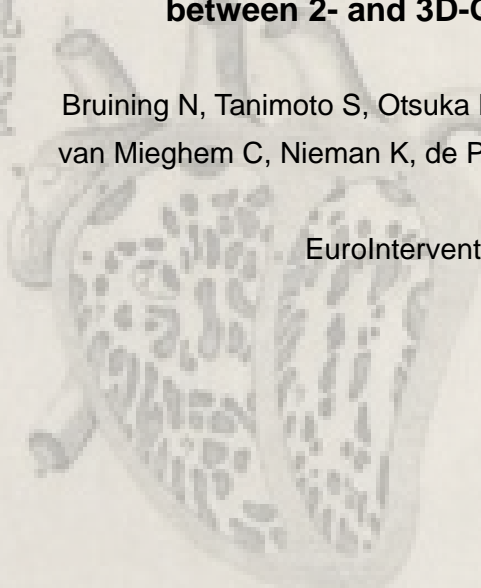 between 2- and 3D-
Bruining N, Tanimoto S, Otsuka
van Mieghem C, Nieman K, de P
EuroIntervent